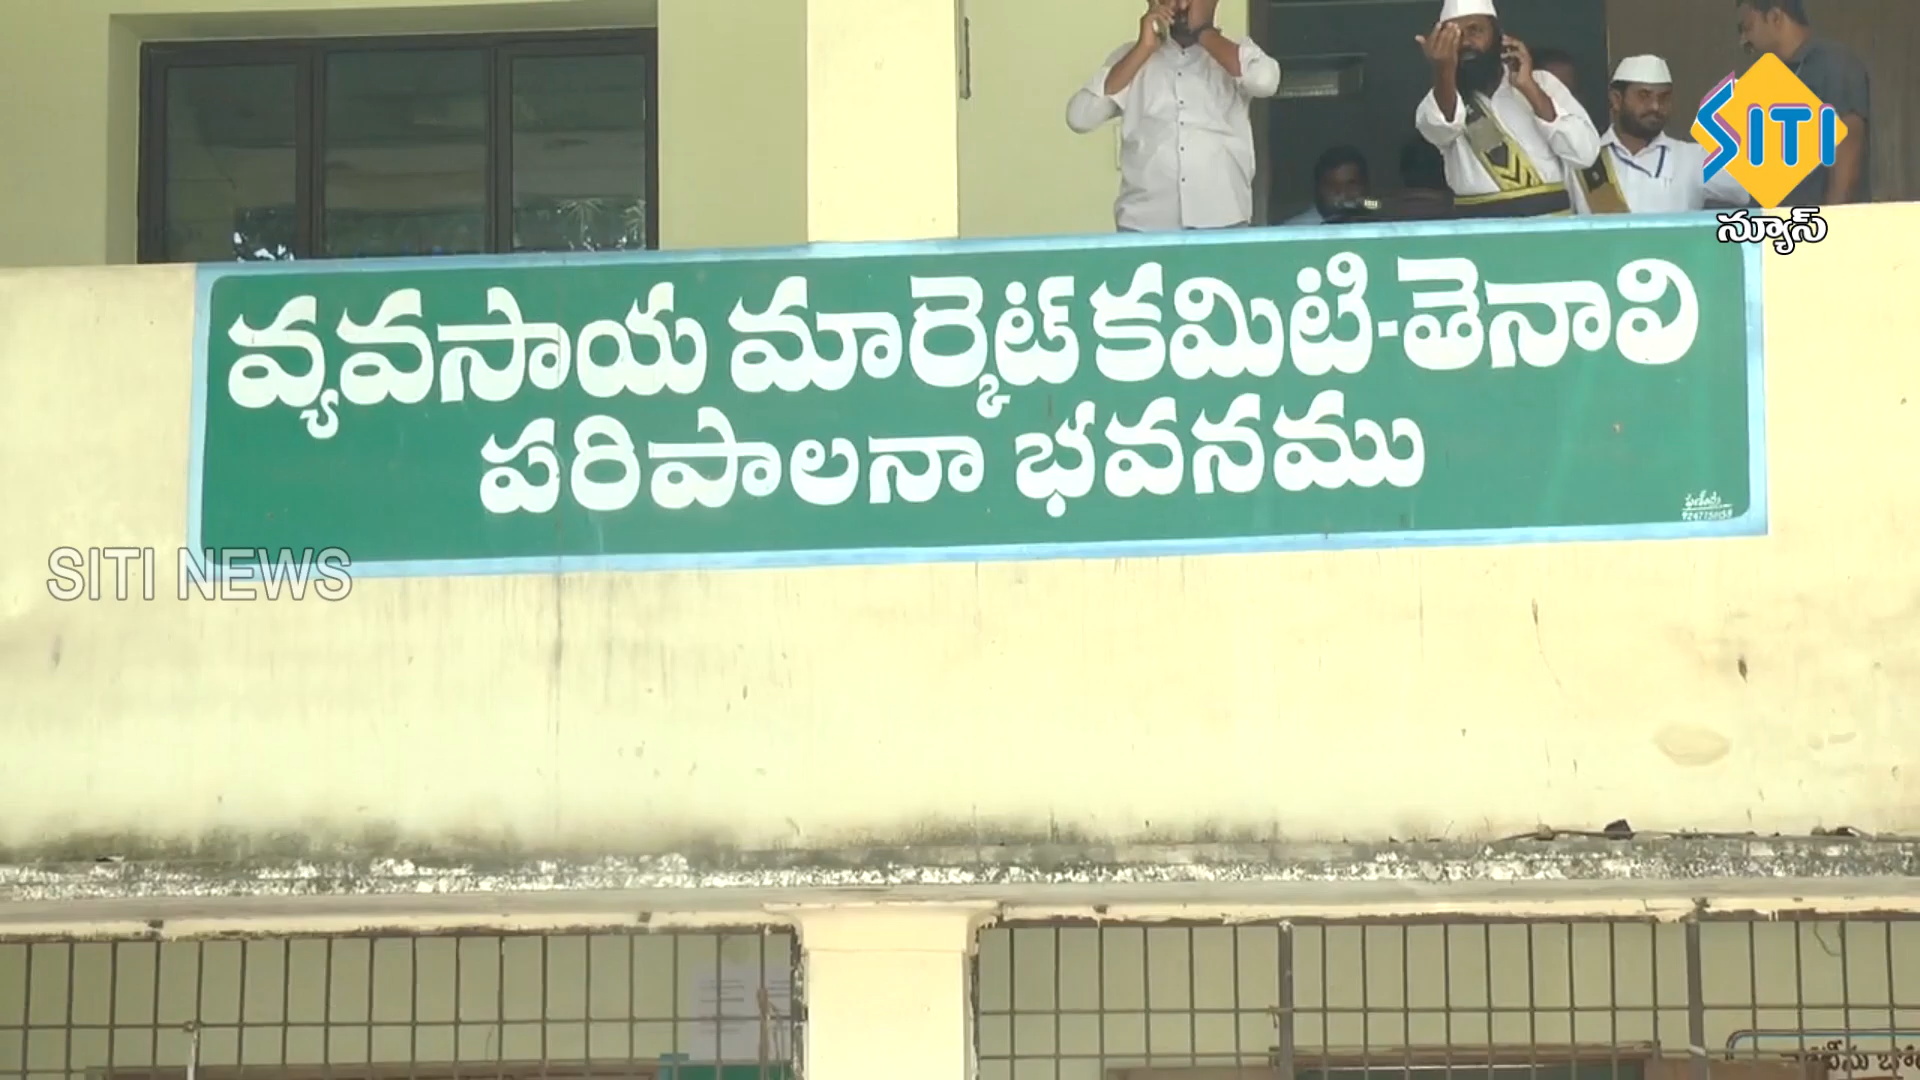 SITI
న్యూస్
వ్యవసాయ మార్కెట్ కమిటి-తెనాలి
పరిపాలనా భవనము
SITI NEWS